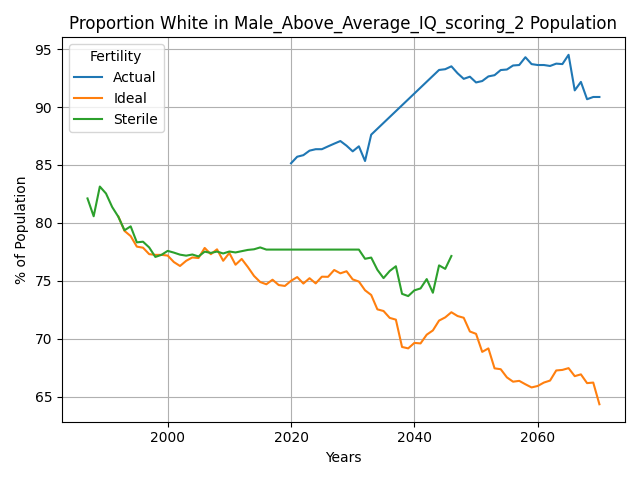 Proportion White in Male_Above_Average_IQ_scoring_2 Population
Fertility
Actual
Ideal
Sterile
% of Population
95
90
85
80
75
70
65
2000
2020
2040
2060
Years